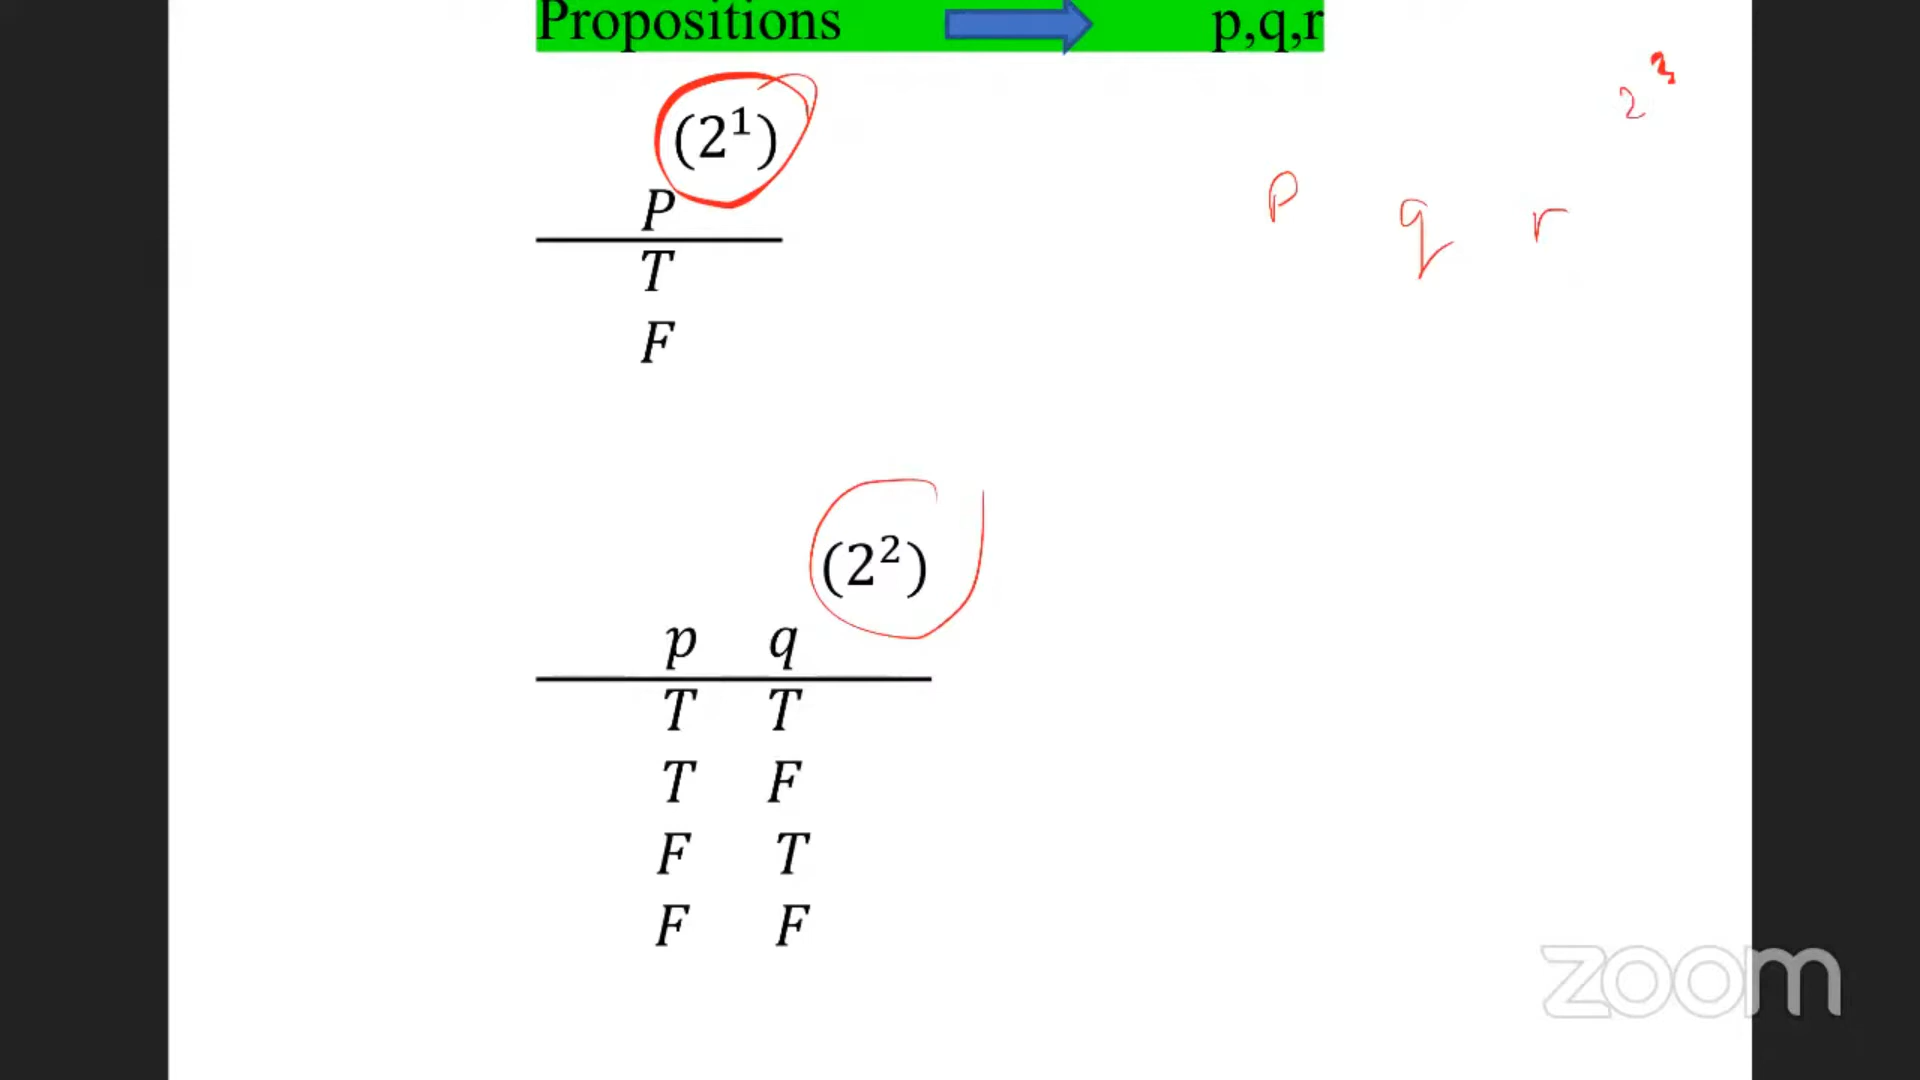 Propositions p,q,r
2³
(2¹)
P
T
F
p q r
(2²)
p q
T T
T F
F T
F F
zoom